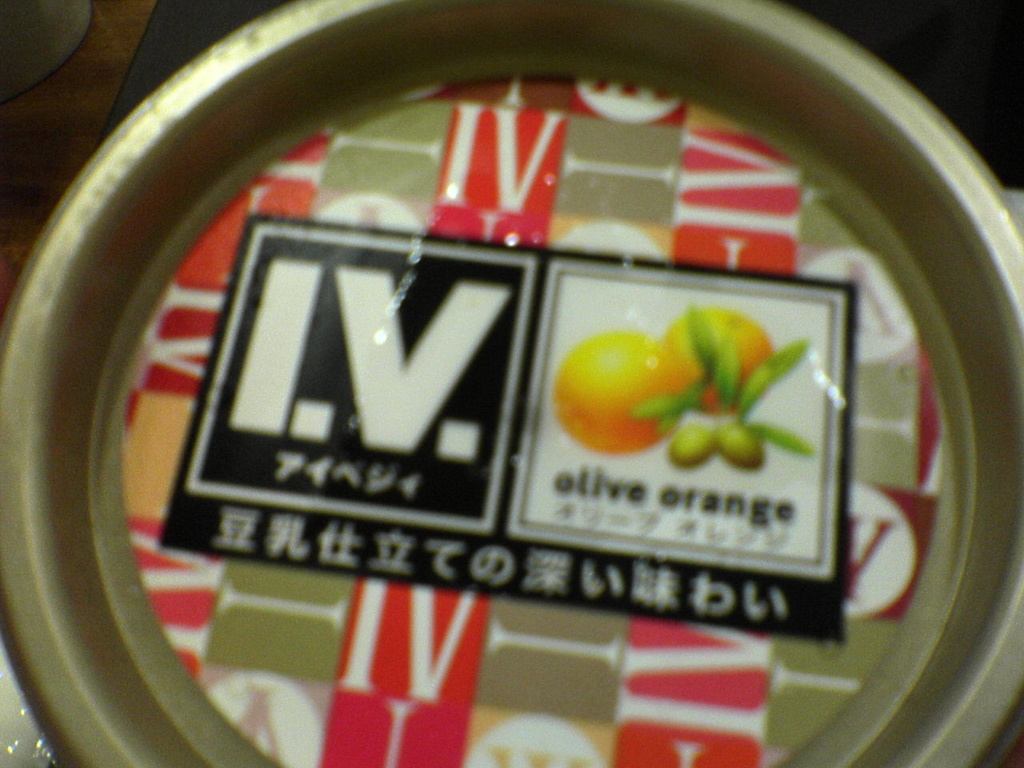 I.V.
アイベジィ
olive orange
オリーブ オレンジ
豆乳仕立ての深い味わい